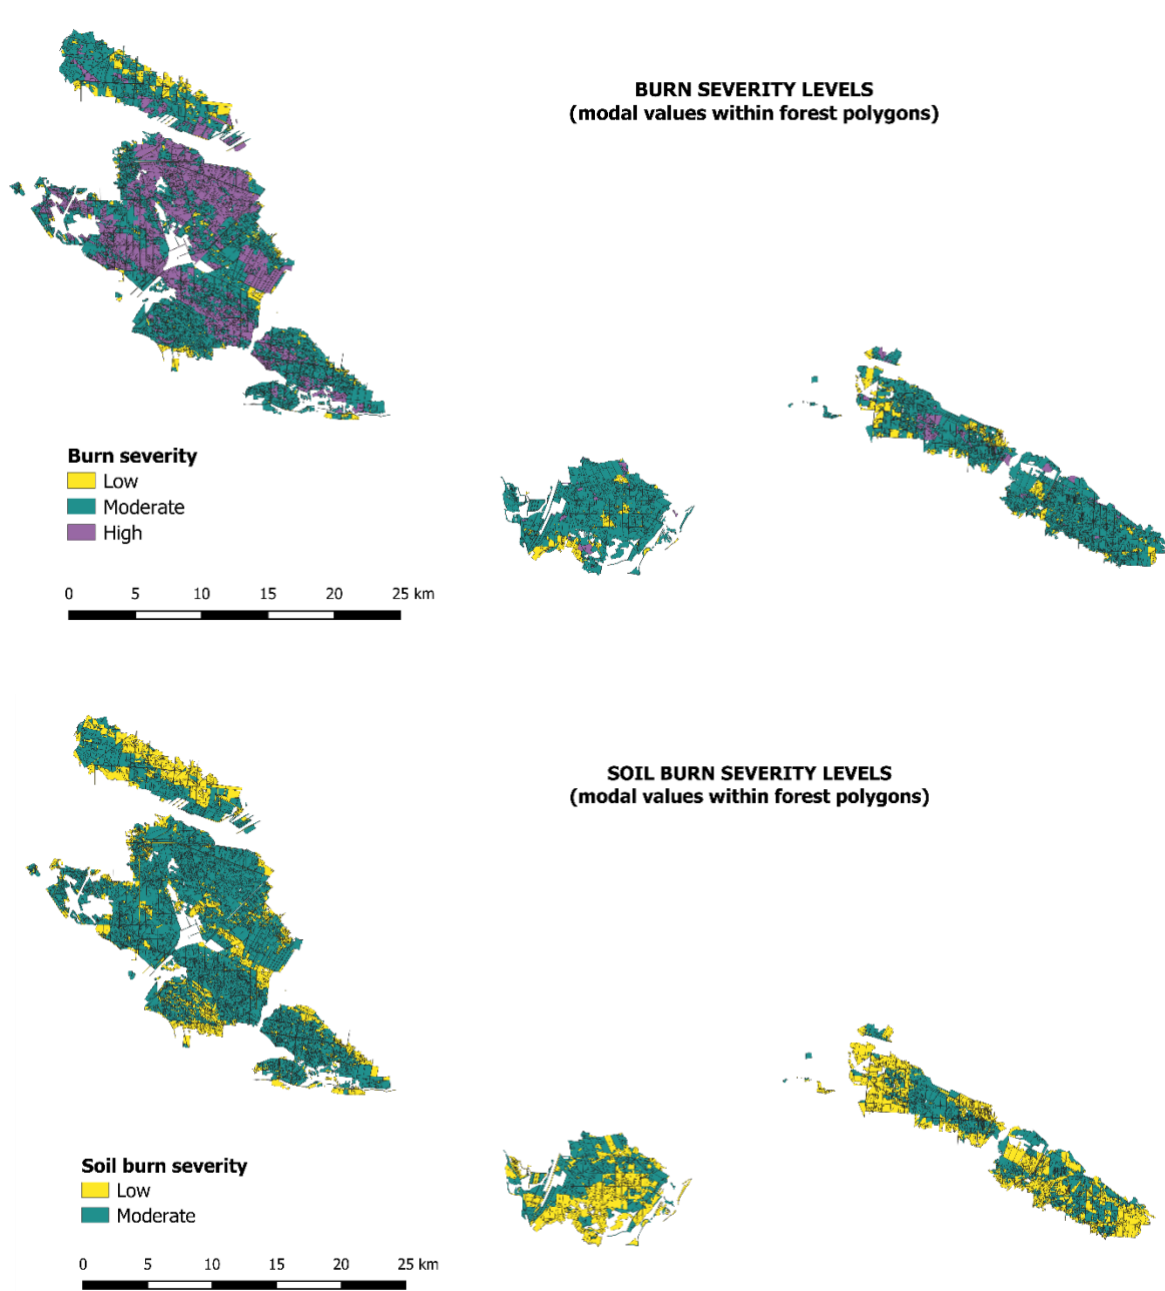 BURN SEVERITY LEVELS
(modal values within forest polygons)
Burn severity
Low
Moderate
High
0 5 10 15 20 25 km
SOIL BURN SEVERITY LEVELS
(modal values within forest polygons)
Soil burn severity
Low
Moderate
0 5 10 15 20 25 km